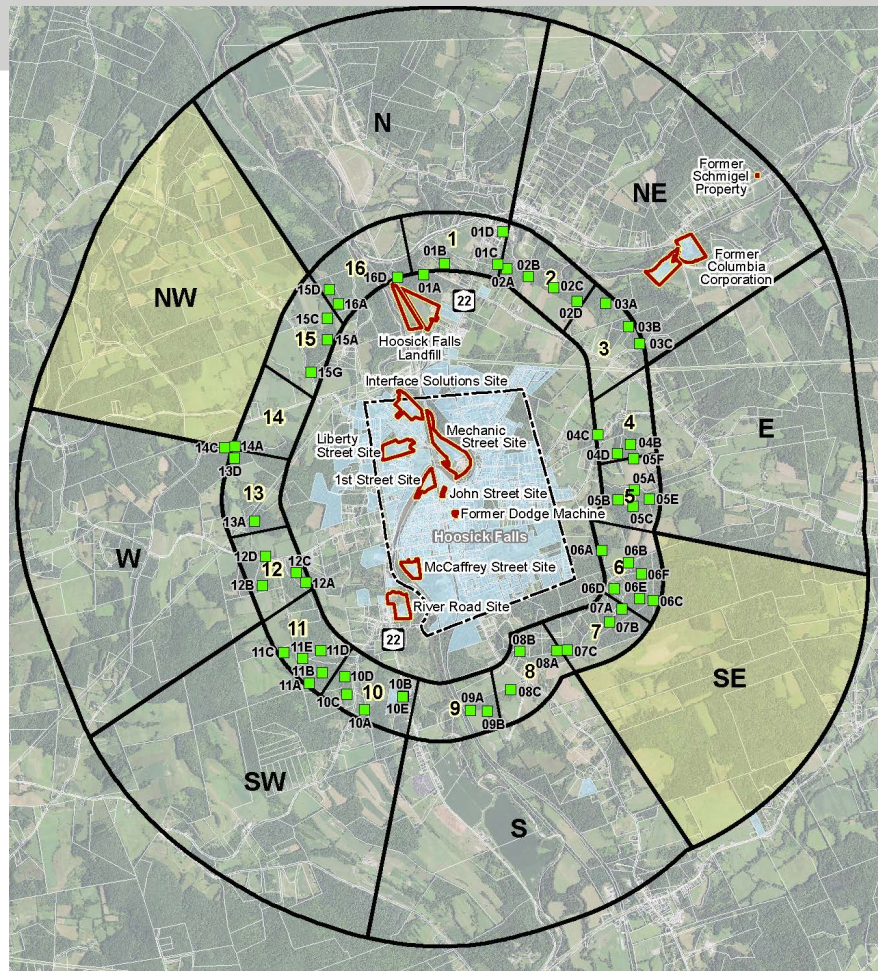 N
NE
Former
Schmigel
Property
Former
Columbia
Corporation
NW
1
01D
01B
01C
16
16D
01A
02A
02B
2
02C
02D
15D
16A
22
03A
15C
03B
15
15A
3
03C
Hoosick Falls
Landfill
15G
Interface Solutions Site
14
Liberty
Street Site
Mechanic
Street Site
4
E
04C
14C
14A
04B
04D
05F
13D
1st Street Site
John Street Site
05A
13
05B
5
05E
05C
13A
Former Dodge Machine
Hoosick Falls
W
12D
06A
06B
12
12C
McCaffrey Street Site
6
06F
12B
12A
06D
06E
06C
River Road Site
07A
11
22
7
07B
11C
11E
11D
08B
08A
07C
SE
11B
8
11A
10D
10C
10
10B
10E
08C
10A
9
09A
09B
SW
S